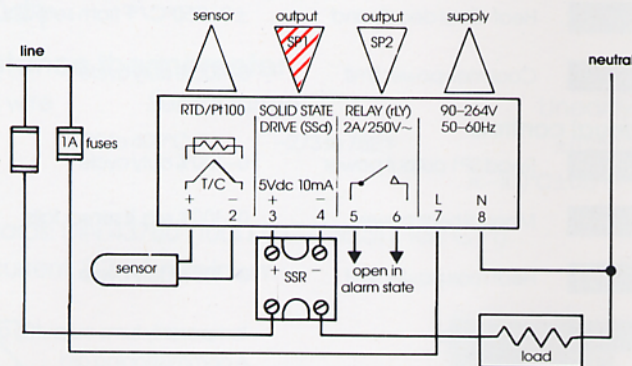 sensor output output supply
line SP1 SP2 neutral
RTD/Pt100 SOLID STATE DRIVE (SSd) RELAY (rLY) 2A/250V~ 90–264V 50–60Hz
1A fuses
T/C 5Vdc 10mA L N
+ − + −
1 2 3 4 5 6 7 8
sensor + SSR − open in alarm state
load